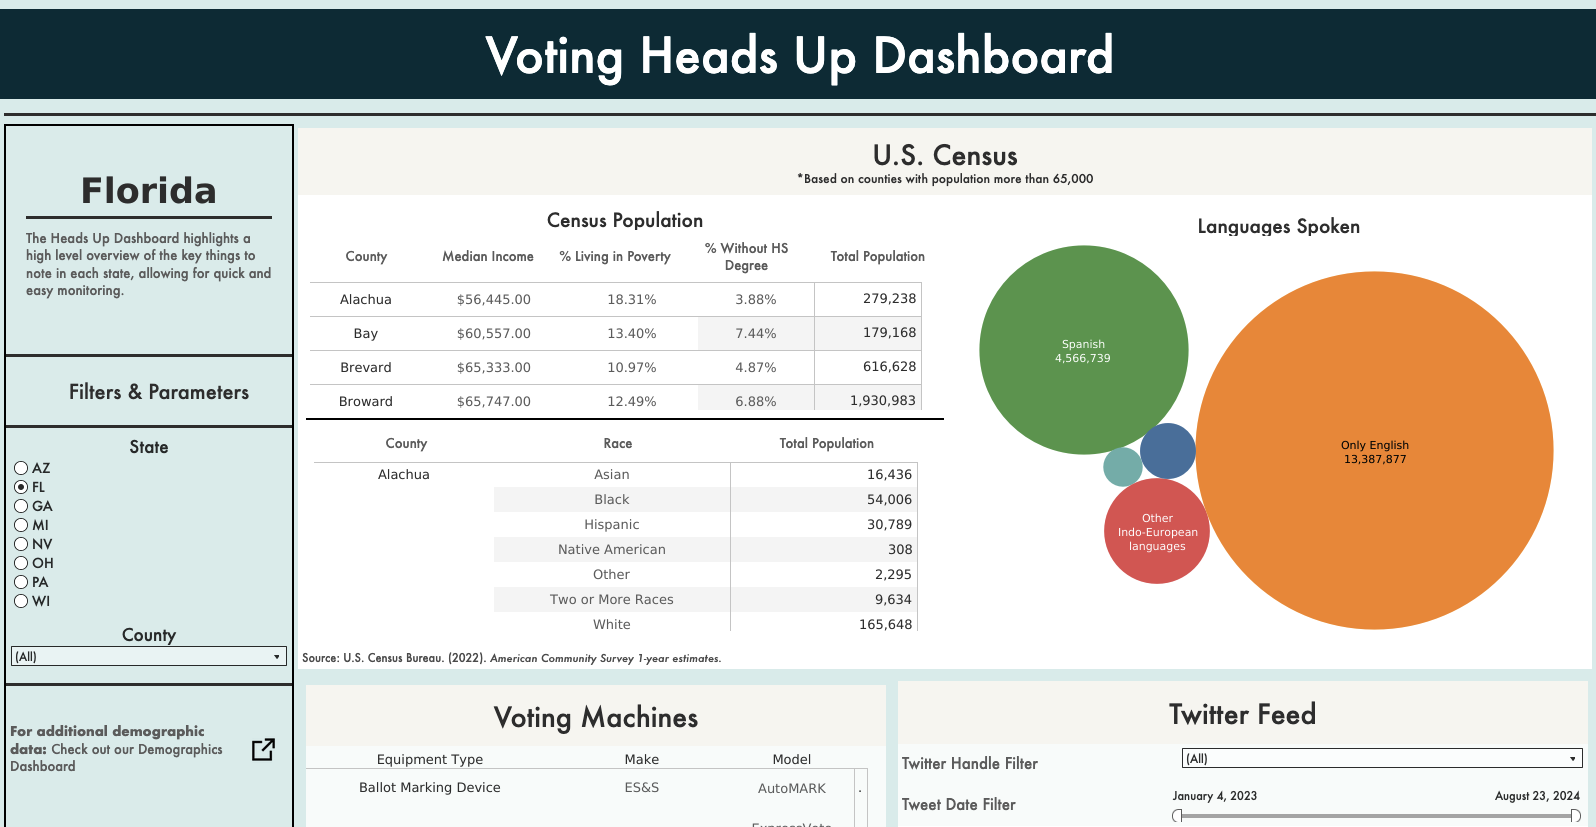 Voting Heads Up Dashboard
Florida
The Heads Up Dashboard highlights a
high level overview of the key things to
note in each state, allowing for quick and
easy monitoring.
Filters & Parameters
State
AZ
FL
GA
MI
NV
OH
PA
WI
County
(All)
For additional demographic
data: Check out our Demographics
Dashboard
U.S. Census
*Based on counties with population more than 65,000
Census Population
County Median Income % Living in Poverty % Without HS Degree Total Population
Alachua $56,445.00 18.31% 3.88% 279,238
Bay $60,557.00 13.40% 7.44% 179,168
Brevard $65,333.00 10.97% 4.87% 616,628
Broward $65,747.00 12.49% 6.88% 1,930,983
County Race Total Population
Alachua Asian 16,436
Black 54,006
Hispanic 30,789
Native American 308
Other 2,295
Two or More Races 9,634
White 165,648
Source: U.S. Census Bureau. (2022). American Community Survey 1-year estimates.
Languages Spoken
Spanish
4,566,739
Only English
13,387,877
Other
Indo-European
languages
Voting Machines
Equipment Type Make Model
Ballot Marking Device ES&S AutoMARK .
Twitter Feed
Twitter Handle Filter (All)
Tweet Date Filter January 4, 2023 August 23, 2024